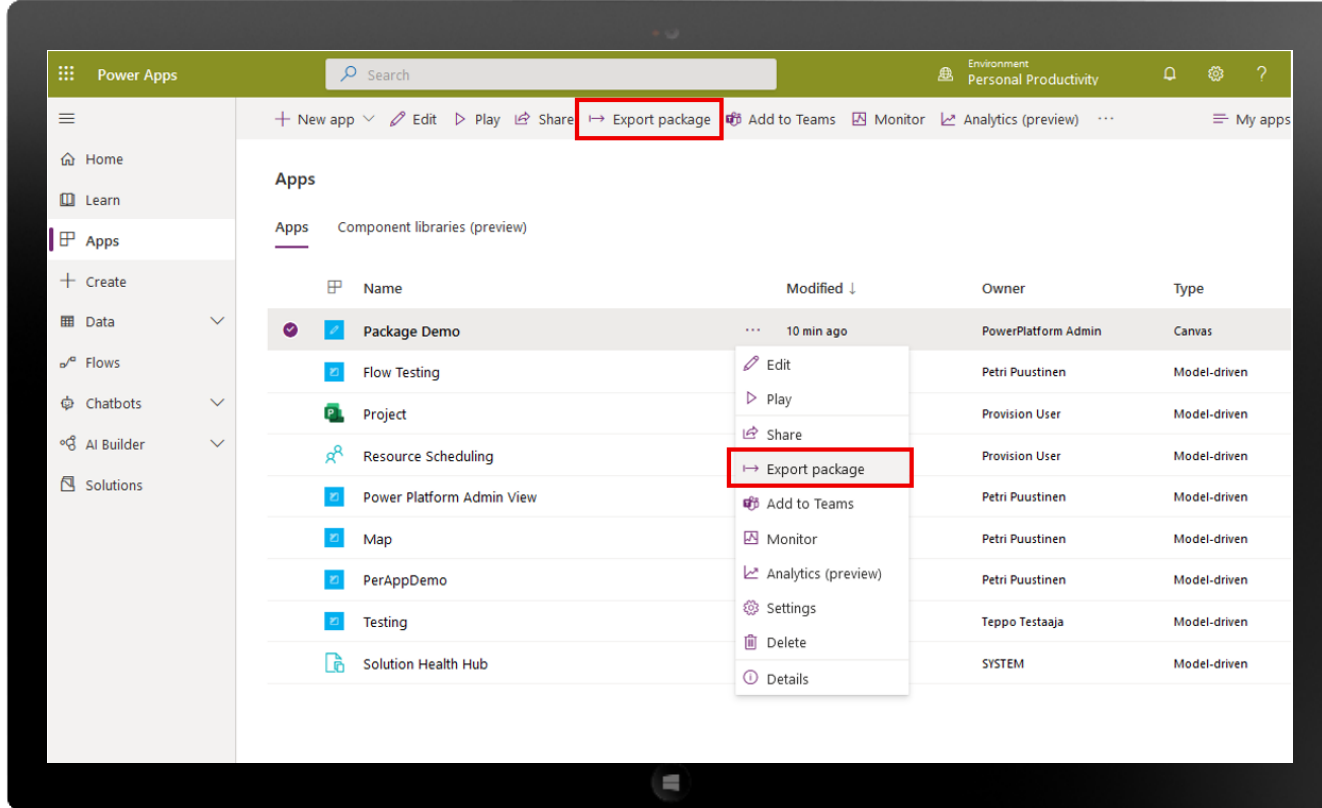 Power Apps
Search
Environment
Personal Productivity
?
New app Edit Play Share Export package Add to Teams Monitor Analytics (preview) ... My apps
Home
Learn
Apps
Create
Data
Flows
Chatbots
AI Builder
Solutions
Apps
Apps Component libraries (preview)
Name Modified ↓ Owner Type
Package Demo ... 10 min ago PowerPlatform Admin Canvas
Flow Testing Petri Puustinen Model-driven
Project Provision User Model-driven
Resource Scheduling Provision User Model-driven
Power Platform Admin View Petri Puustinen Model-driven
Map Petri Puustinen Model-driven
PerAppDemo Petri Puustinen Model-driven
Testing Teppo Testaaja Model-driven
Solution Health Hub SYSTEM Model-driven
Edit
Play
Share
Export package
Add to Teams
Monitor
Analytics (preview)
Settings
Delete
Details